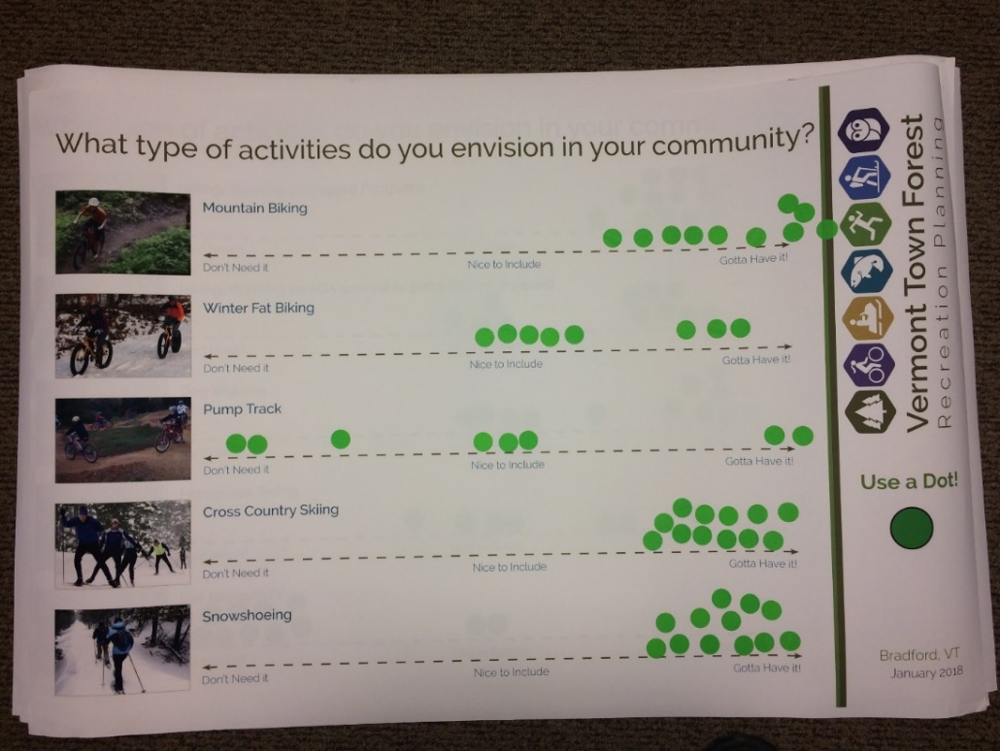 What type of activities do you envision in your community?
Mountain Biking
Don't Need it
Nice to Include
Gotta Have it!
Winter Fat Biking
Don't Need it
Nice to Include
Gotta Have it!
Pump Track
Don't Need it
Nice to Include
Gotta Have it!
Cross Country Skiing
Don't Need it
Nice to Include
Gotta Have it!
Snowshoeing
Don't Need it
Nice to Include
Gotta Have it!
Vermont Town Forest
Recreation Planning
Use a Dot!
Bradford, VT
January 2018